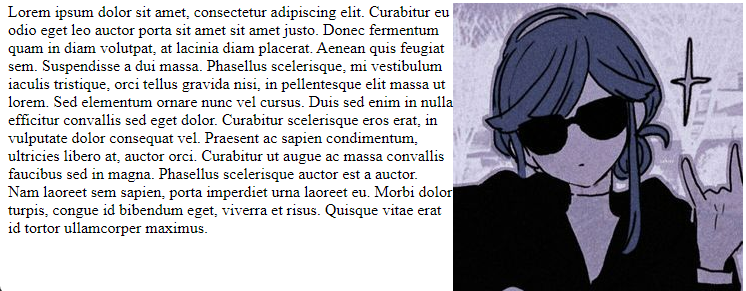 Lorem ipsum dolor sit amet, consectetur adipiscing elit. Curabitur eu
odio eget leo auctor porta sit amet sit amet justo. Donec fermentum
quam in diam volutpat, at lacinia diam placerat. Aenean quis feugiat
sem. Suspendisse a dui massa. Phasellus scelerisque, mi vestibulum
iaculis tristique, orci tellus gravida nisi, in pellentesque elit massa ut
lorem. Sed elementum ornare nunc vel cursus. Duis sed enim in nulla
efficitur convallis sed eget dolor. Curabitur scelerisque eros erat, in
vulputate dolor consequat vel. Praesent ac sapien condimentum,
ultricies libero at, auctor orci. Curabitur ut augue ac massa convallis
faucibus sed in magna. Phasellus scelerisque auctor est a auctor.
Nam laoreet sem sapien, porta imperdiet urna laoreet eu. Morbi dolor
turpis, congue id bibendum eget, viverra et risus. Quisque vitae erat
id tortor ullamcorper maximus.